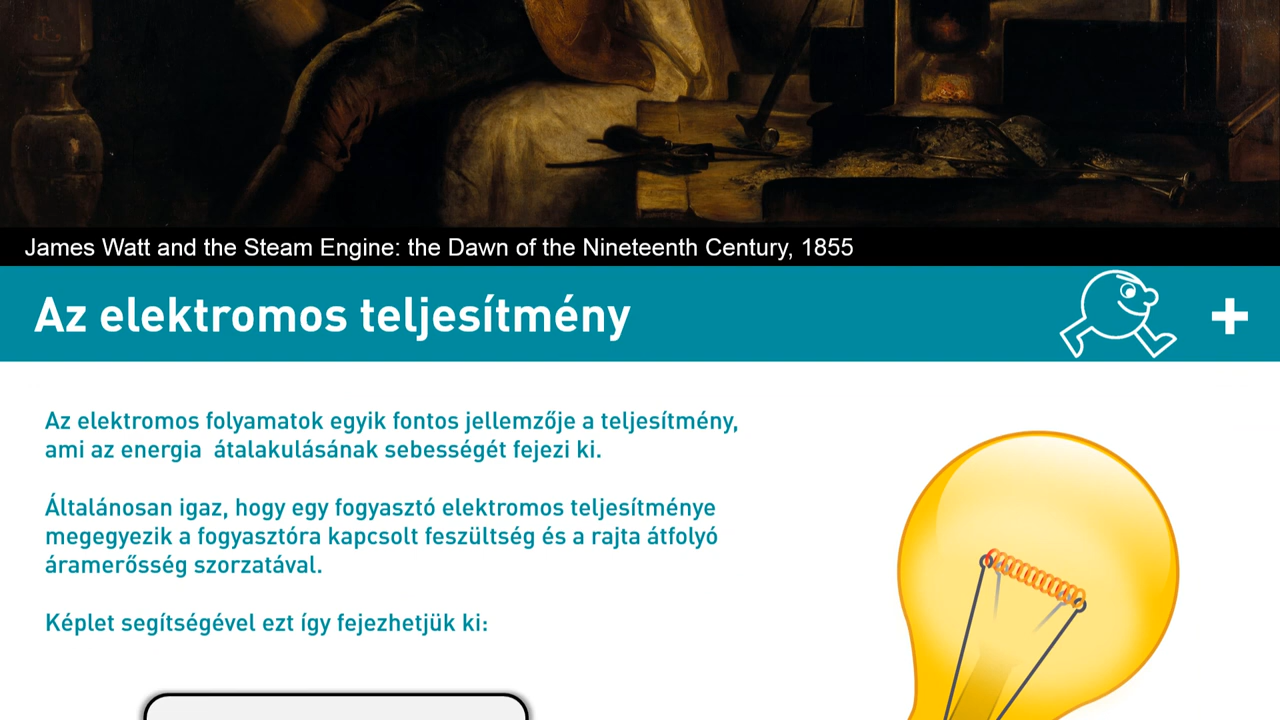 James Watt and the Steam Engine: the Dawn of the Nineteenth Century, 1855
Az elektromos teljesítmény
Az elektromos folyamatok egyik fontos jellemzője a teljesítmény,
ami az energia  átalakulásának sebességét fejezi ki.
Általánosan igaz, hogy egy fogyasztó elektromos teljesítménye
megegyezik a fogyasztóra kapcsolt feszültség és a rajta átfolyó
áramerősség szorzatával.
Képlet segítségével ezt így fejezhetjük ki: